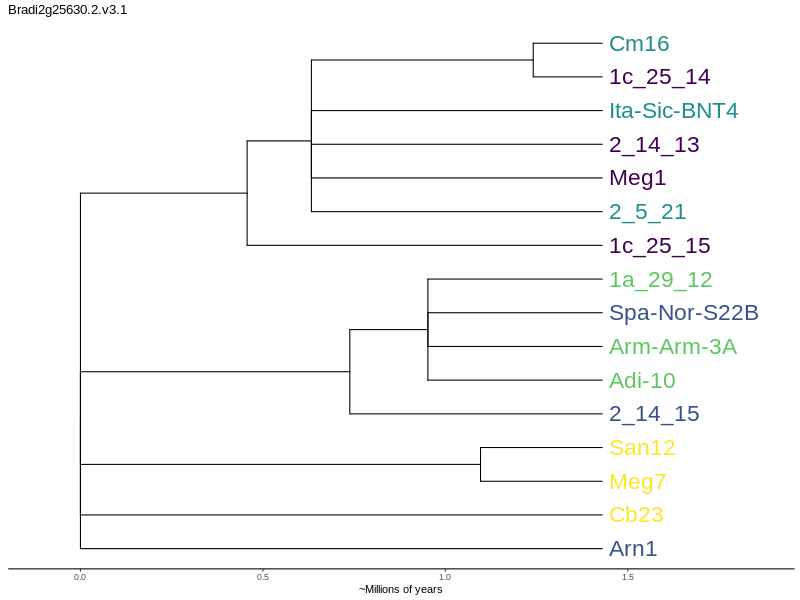 Bradi2g25630.2.v3.1
Cm16
1c_25_14
Ita-Sic-BNT4
2_14_13
Meg1
2_5_21
1c_25_15
1a_29_12
Spa-Nor-S22B
Arm-Arm-3A
Adi-10
2_14_15
San12
Meg7
Cb23
Arn1
0.0 0.5 1.0 1.5
~Millions of years